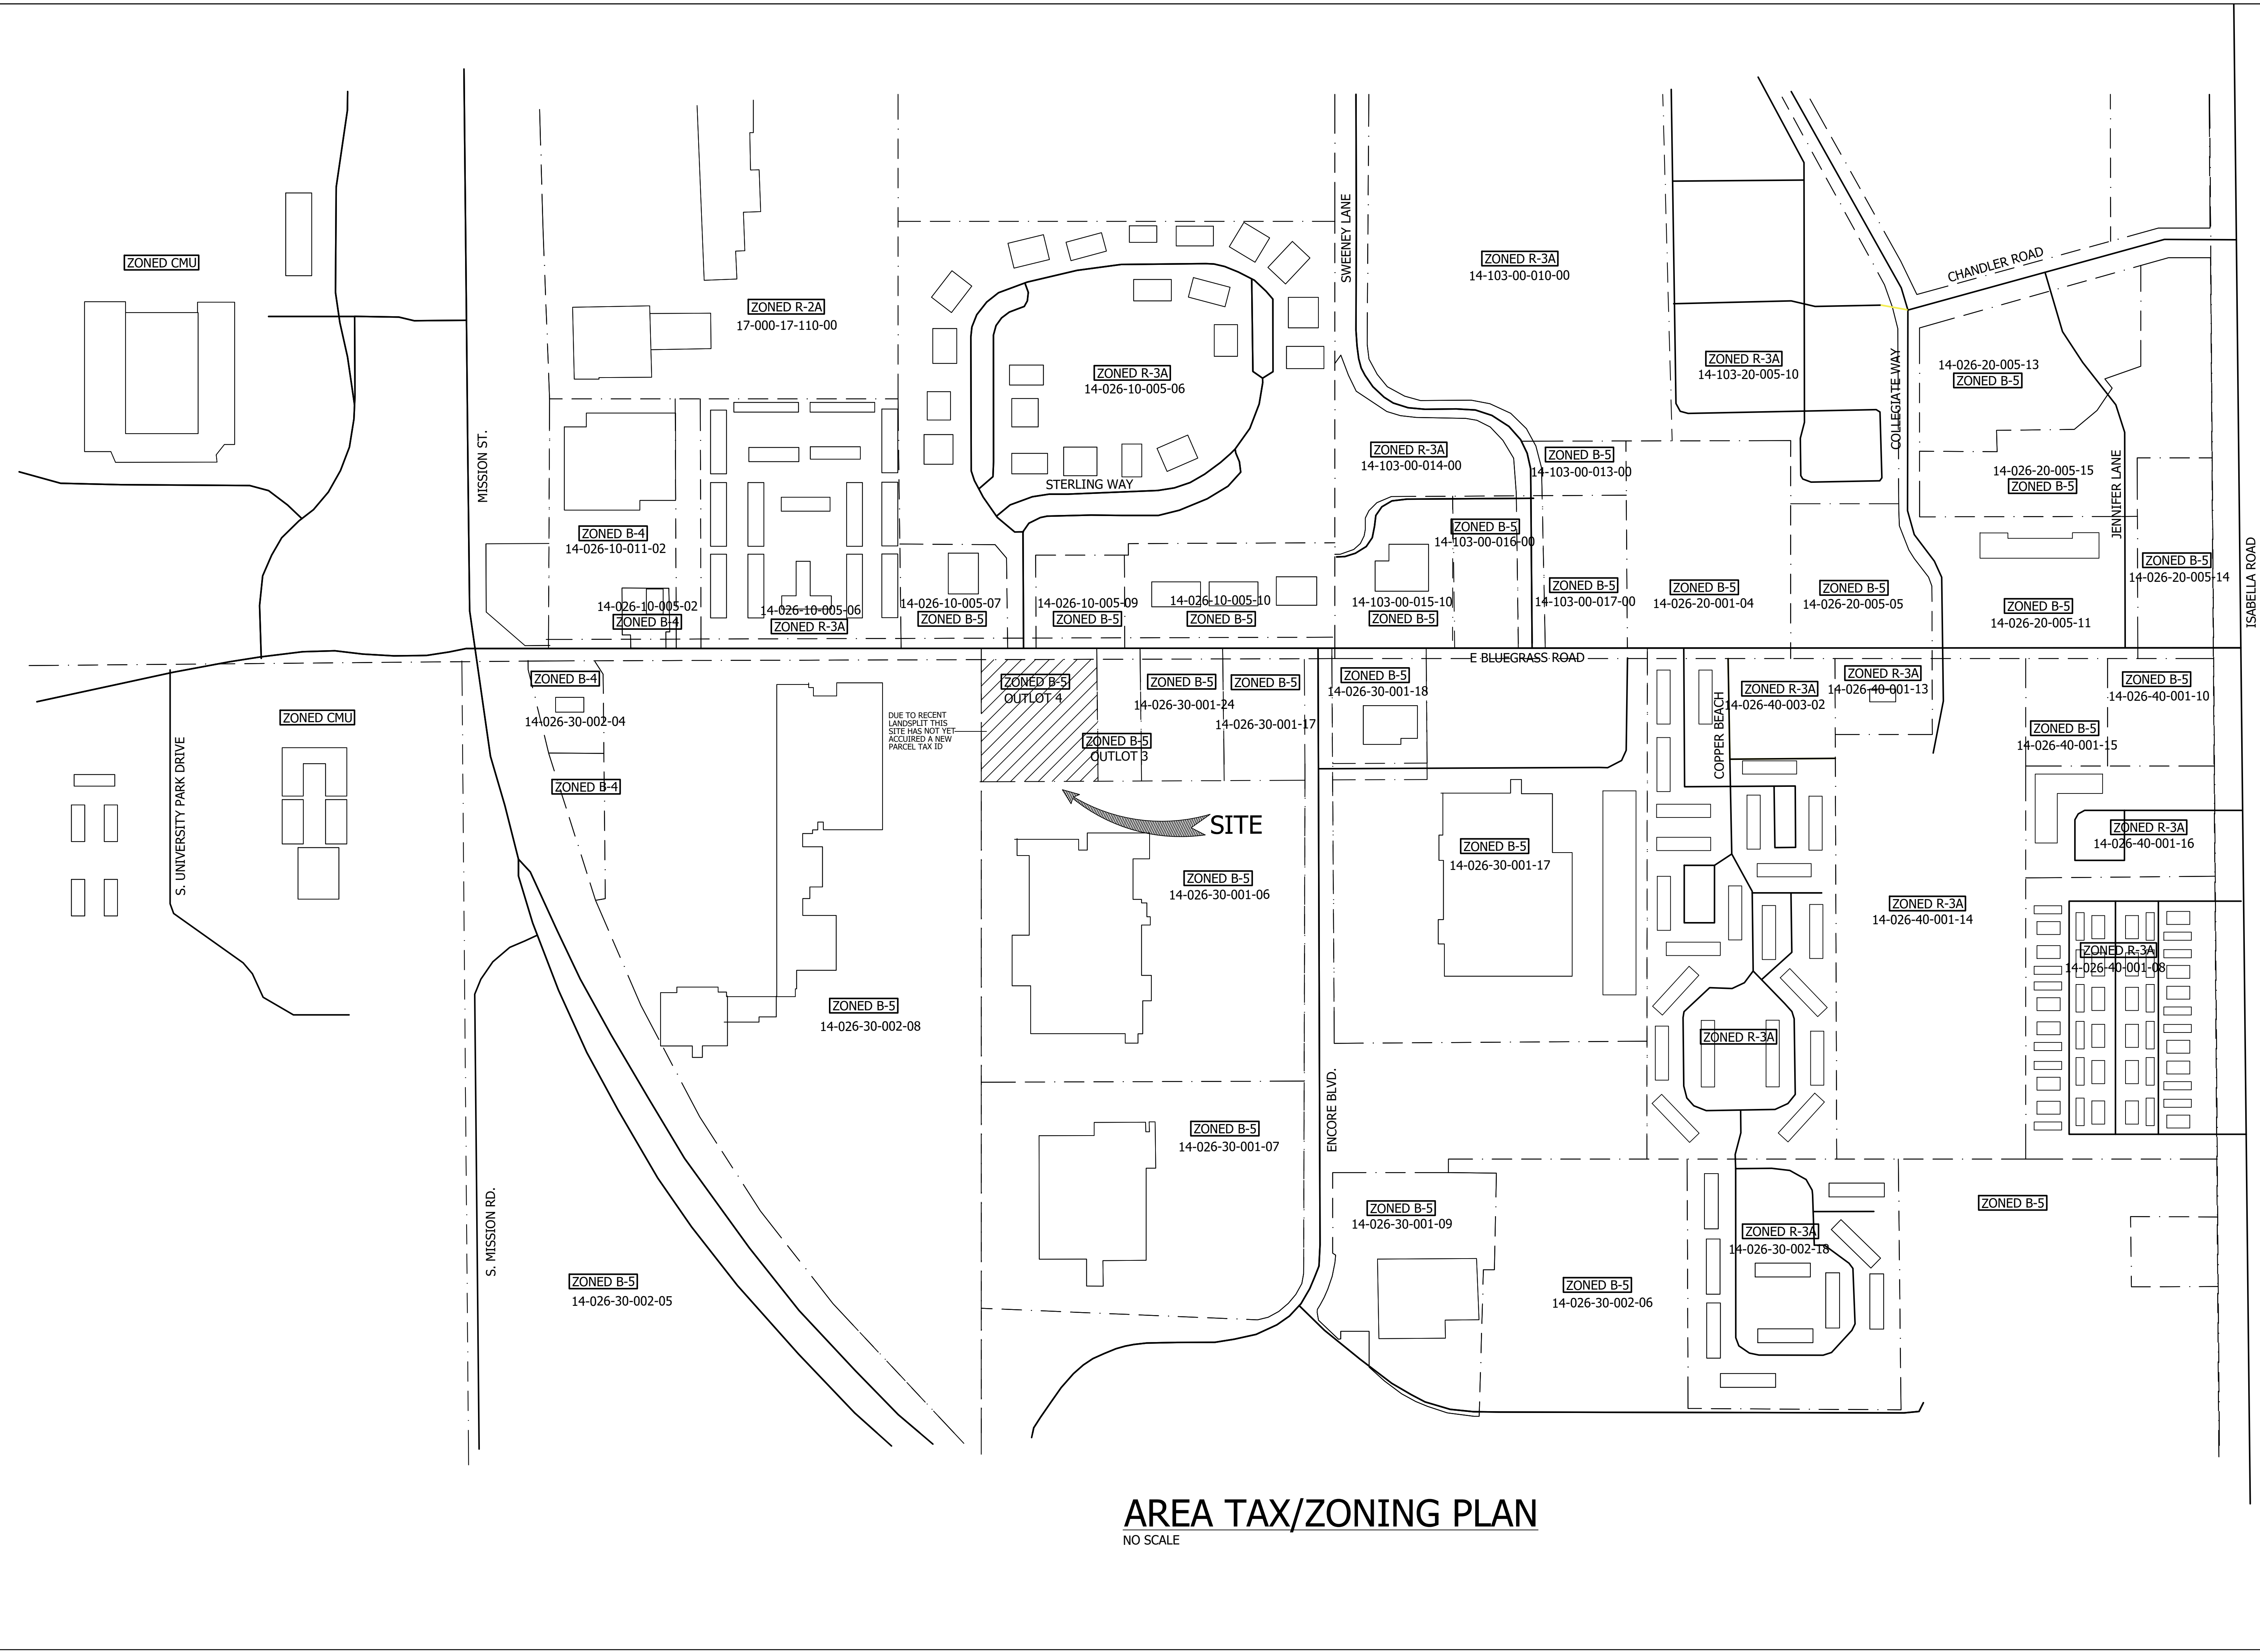 ZONED CMU
ZONED R-2A
17-000-17-110-00
ZONED R-3A
14-026-10-005-06
SWEENEY LANE
ZONED R-3A
14-103-00-010-00
CHANDLER ROAD
ZONED R-3A
14-103-20-005-10
COLLEGIATE WAY
14-026-20-005-13
ZONED B-5
MISSION ST.
STERLING WAY
ZONED R-3A
14-103-00-014-00
ZONED B-5
14-103-00-013-00
14-026-20-005-15
ZONED B-5
JENNIFER LANE
ISABELLA ROAD
ZONED B-4
14-026-10-011-02
ZONED B-5
14-103-00-016-00
ZONED B-5
14-026-20-005-14
14-026-10-005-02
ZONED B-4
14-026-10-005-06
ZONED R-3A
14-026-10-005-07
ZONED B-5
14-026-10-005-09
ZONED B-5
14-026-10-005-10
ZONED B-5
14-103-00-015-10
ZONED B-5
ZONED B-5
14-103-00-017-00
ZONED B-5
14-026-20-001-04
ZONED B-5
14-026-20-005-05
ZONED B-5
14-026-20-005-11
E BLUEGRASS ROAD
ZONED B-4
14-026-30-002-04
ZONED CMU
S. UNIVERSITY PARK DRIVE
ZONED B-4
DUE TO RECENT
LANDSPLIT THIS
SITE HAS NOT YET
ACCUIRED A NEW
PARCEL TAX ID
ZONED B-5
OUTLOT 4
ZONED B-5
OUTLOT 3
ZONED B-5
14-026-30-001-24
ZONED B-5
14-026-30-001-17
ZONED B-5
14-026-30-001-18
COPPER BEACH
ZONED R-3A
14-026-40-003-02
ZONED R-3A
14-026-40-001-13
ZONED B-5
14-026-40-001-10
ZONED B-5
14-026-40-001-15
SITE
ZONED B-5
14-026-30-001-06
ZONED B-5
14-026-30-001-17
ZONED R-3A
14-026-40-001-16
ZONED R-3A
14-026-40-001-14
ZONED R-3A
14-026-40-001-08
ZONED B-5
14-026-30-002-08
ZONED R-3A
ENCORE BLVD.
ZONED B-5
14-026-30-001-07
S. MISSION RD.
ZONED B-5
14-026-30-001-09
ZONED B-5
ZONED R-3A
14-026-30-002-18
ZONED B-5
14-026-30-002-05
ZONED B-5
14-026-30-002-06
AREA TAX/ZONING PLAN
NO SCALE